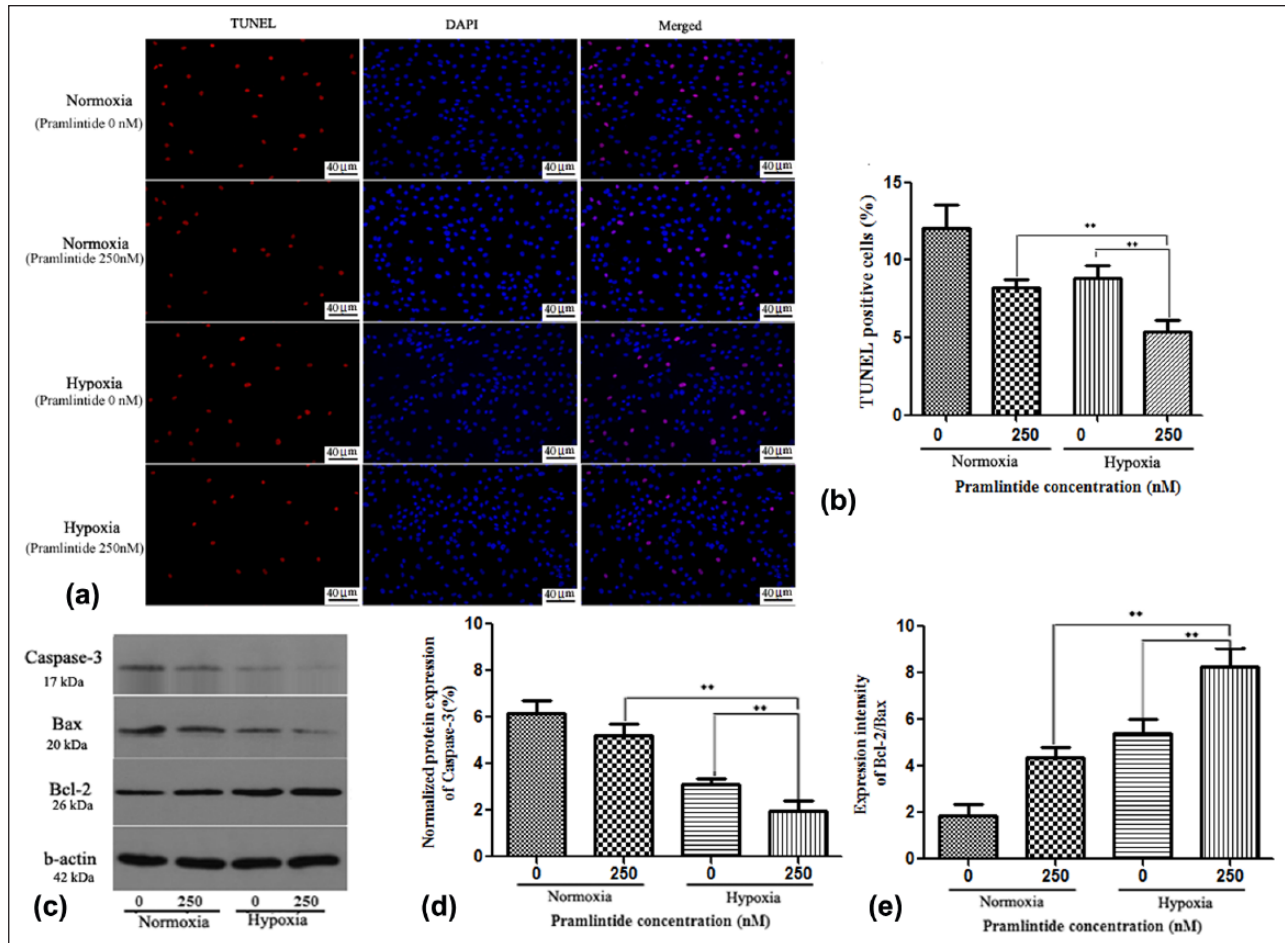 TUNEL DAPI Merged
Normoxia
(Pramlintide 0 nM)
40 μm 40 μm 40 μm
Normoxia
(Pramlintide 250nM)
40 μm 40 μm 40 μm
Hypoxia
(Pramlintide 0 nM)
40 μm 40 μm 40 μm
Hypoxia
(Pramlintide 250nM)
40 μm 40 μm 40 μm
(a)
TUNEL positive cells (%)
15
10
5
0
**
**
0 250 0 250
Normoxia Hypoxia
Pramlintide concentration (nM)
(b)
Caspase-3
17 kDa
Bax
20 kDa
Bcl-2
26 kDa
b-actin
42 kDa
0 250 0 250
Normoxia Hypoxia
(c)
Normalized protein expression
of Caspase-3(%)
10
8
6
4
2
0
**
**
0 250 0 250
Normoxia Hypoxia
Pramlintide concentration (nM)
(d)
Expression intensity
of Bcl-2/Bax
10
8
6
4
2
0
**
**
0 250 0 250
Normoxia Hypoxia
Pramlintide concentration (nM)
(e)